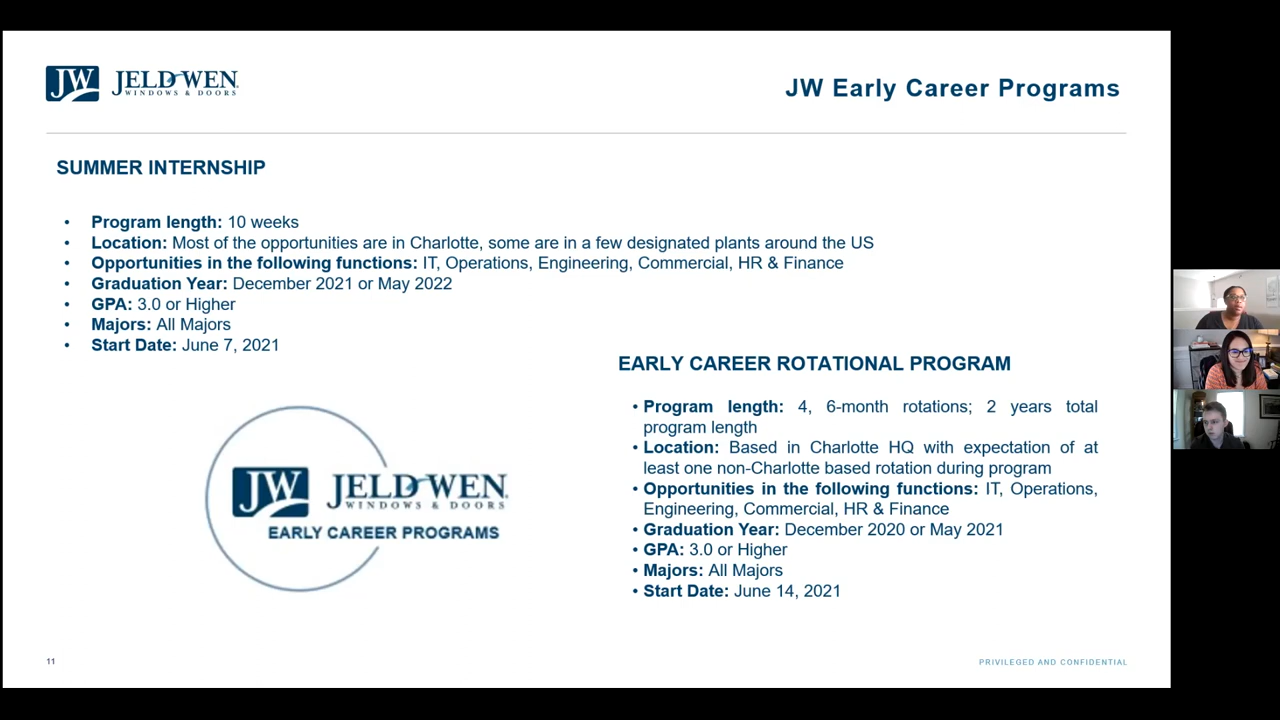 JW JELD-WEN
WINDOWS & DOORS
JW Early Career Programs
SUMMER INTERNSHIP
• Program length: 10 weeks
• Location: Most of the opportunities are in Charlotte, some are in a few designated plants around the US
• Opportunities in the following functions: IT, Operations, Engineering, Commercial, HR & Finance
• Graduation Year: December 2021 or May 2022
• GPA: 3.0 or Higher
• Majors: All Majors
• Start Date: June 7, 2021
EARLY CAREER ROTATIONAL PROGRAM
• Program length: 4, 6-month rotations; 2 years total
program length
• Location: Based in Charlotte HQ with expectation of at
least one non-Charlotte based rotation during program
• Opportunities in the following functions: IT, Operations,
Engineering, Commercial, HR & Finance
• Graduation Year: December 2020 or May 2021
• GPA: 3.0 or Higher
• Majors: All Majors
• Start Date: June 14, 2021
JW JELD-WEN
WINDOWS & DOORS
EARLY CAREER PROGRAMS
11
PRIVILEGED AND CONFIDENTIAL